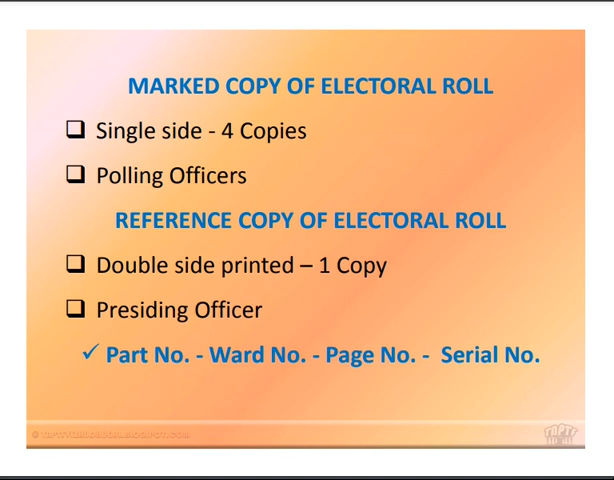 MARKED COPY OF ELECTORAL ROLL
Single side - 4 Copies
Polling Officers
REFERENCE COPY OF ELECTORAL ROLL
Double side printed – 1 Copy
Presiding Officer
✓ Part No. - Ward No. - Page No. - Serial No.